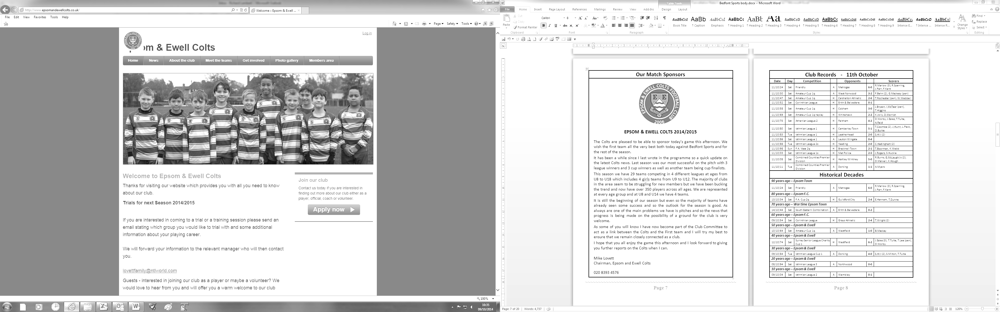 http://www.epsomandewellcolts.co.uk/
Welcome :: Epsom & Ewell ...
File Edit View Favorites Tools Help
Page Safety Tools
Log in
om & Ewell Colts
Home News About the club Meet the teams Get involved Photo gallery Members area
Welcome to Epsom & Ewell Colts
Thanks for visiting our website which provides you with all you need to know
about our club.
Trials for next Season 2014/2015
If you are interested in coming to a trial or a training session please send an
email stating which group you would like to trial with and some additional
information about your playing career.
We will forward your information to the relevant manager who will then contact
you.
lovettfamily@ntlworld.com
Guests - interested in joining our club as a player or maybe a volunteer? We
would love to hear from you and will offer you a warm welcome to our club
Join our club
Contact us today if you are interested in
finding out more about our club either as a
player, official, coach or volunteer.
Apply now
100%
10:35
09/10/2014
Table Tools
Bedfont Sports body.docx - Microsoft Word
File Home Insert Page Layout References Mailings Review View Add-Ins Design Layout
Paste
Cut
Copy
Format Painter
Clipboard
Calibri 8
Font
Paragraph
Book Title Caption Emphasis Heading 1 Heading 2 Heading 3 Heading 4 Heading 5 Heading 6 Heading 7 Heading 8 Heading 9 Intense E... Intense ... Intense R...
Styles
Change
Styles
Find
Replace
Select
Editing
Our Match Sponsors
EPSOM & EWELL COLTS FOOTBALL CLUB
E E
2006
EPSOM & EWELL COLTS 2014/2015
The Colts are pleased to be able to sponsor today's game this afternoon. We
wish the first team all the very best both today against Bedfont Sports and for
the rest of the season.
It has been a while since I last wrote in the programme so a quick update on
the latest Colts news. Last season was our most successful on the pitch with 3
league winners and 3 cup winners as well as another team being cup finalists.
This season we have 29 teams competing in 4 different leagues at ages from
U8 to U18 which includes 4 girls teams from U9 to U12. The majority of clubs
in the area seem to be struggling for new members but we have been bucking
the trend and now have over 350 players across all ages. We are represented
at every age group and at U8 and U14 we have 4 teams.
It is still the beginning of our season but even so the majority of teams have
already seen some success and so the outlook for the season is good. As
always are one of the main problems we have is pitches and so the news that
progress is being made on the possibility of a ground for the club is very
welcome.
As some of you will know I have now become part of the Club Committee to
act as a link between the Colts and the First team and I will try my best to
ensure that we remain closely connected as a club.
I hope that you all enjoy the game this afternoon and I look forward to giving
you further reports on the Colts when I can.
Mike Lovett
Chairman, Epsom and Ewell Colts
020 8393 4576
Page 7
Club Records - 11th October
Date Day Competition Opponents Scorers
11/10/24 Sat Friendly A Metrogas 6-0 R.Marlow (3), R.Sperring,
J.Parr, F.Kent
11/10/30 Sat Amateur Cup 1q A West Norwood 3-2 F.Behn (2), G.Mackesy (pen)
11/10/47 Sat Amateur Cup 1q H Carshalton Athletic 2-6 T.Rochester (pen), W.Webber
11/10/52 Sat Corinthian League H Erith & Belvedere 0-1
11/10/58 Sat Amateur Cup 1q H Cobham 3-0 J.Bryson, I.McTear (pen),
T.Higgins
11/10/69 Sat Amateur Cup 1q replay H Whitehawk 2-2 K.Jolly, D.Morrish
11/10/75 Sat Athenian League 2 H Feltham 4-2 D.Worby, J.Eales, T.Tuite,
A.Reid
11/10/80 Sat Isthmian League 1 H Camberley Town 5-1 T.Coombe (2), J.Hunn, L.Peck,
D.Burke
11/10/83 Tue Isthmian League 1 H Leatherhead 2-0 S.Hill (2)
11/10/86 Sat Isthmian League 1 A Leyton Wingate 0-4
11/10/88 Tue Isthmian League 2s H Yeading 2-0 C.Hadingham (2)
11/10/98 Sun F.A. Vase 2q H Bracknell Town 2-1 T.Boorman, K.Webb
11/10/03 Sat Isthmian League 1s H Met Police 2-5 J.Rogers, S.Huckle
11/10/08 Sat Combined Counties Premier Division H Hartley Wintney 5-0 R.Burns, G.McLaughlin (2),
D.Marvell, K.Hough
11/10/11 Tue Combined Counties Premier Division A Dorking 1-1 A.Myers
Historical Decades
90 years ago – Epsom Town
11/10/24 Sat Friendly A Metrogas 6-0 R.Marlow (3), R.Sperring,
J.Parr, F.Kent
80 years ago – Epsom F.C.
13/10/34 Sat F.A. Cup 2q H Guildford City 2-4 E.Hannam, T.Dunne
70 years ago – Wartime Epsom Town
14/10/44 Sat South Eastern Combination A Erith & Belvedere 0-2
60 years ago – Epsom F.C.
09/10/54 Sat Corinthian League H Grays Athletic 2-4 T.Wright (2)
50 years ago – Epsom & Ewell
10/10/64 Sat Amateur Cup 1q A Westfield 1-0 B.Mackay
40 years ago – Epsom & Ewell
12/10/74 Sat Surrey Senior League Charity Cup 1 H Westfield 6-2 J.Eales (3), T.Tuite, T.Lee (pen),
D.Worby
30 years ago – Epsom & Ewell
09/10/84 Tue Isthmian League Cup 1 A Dorking 4-0 S.Hill (2), S.Milton, T.Tuite
20 years ago – Epsom & Ewell
08/10/94 Sat Isthmian League 3 A Northwood 0-0
10 years ago – Epsom & Ewell
09/10/04 Sat Isthmian League 2 A Wembley 0-1
Page 8
Page: 7 of 20 Words: 4,737
120%